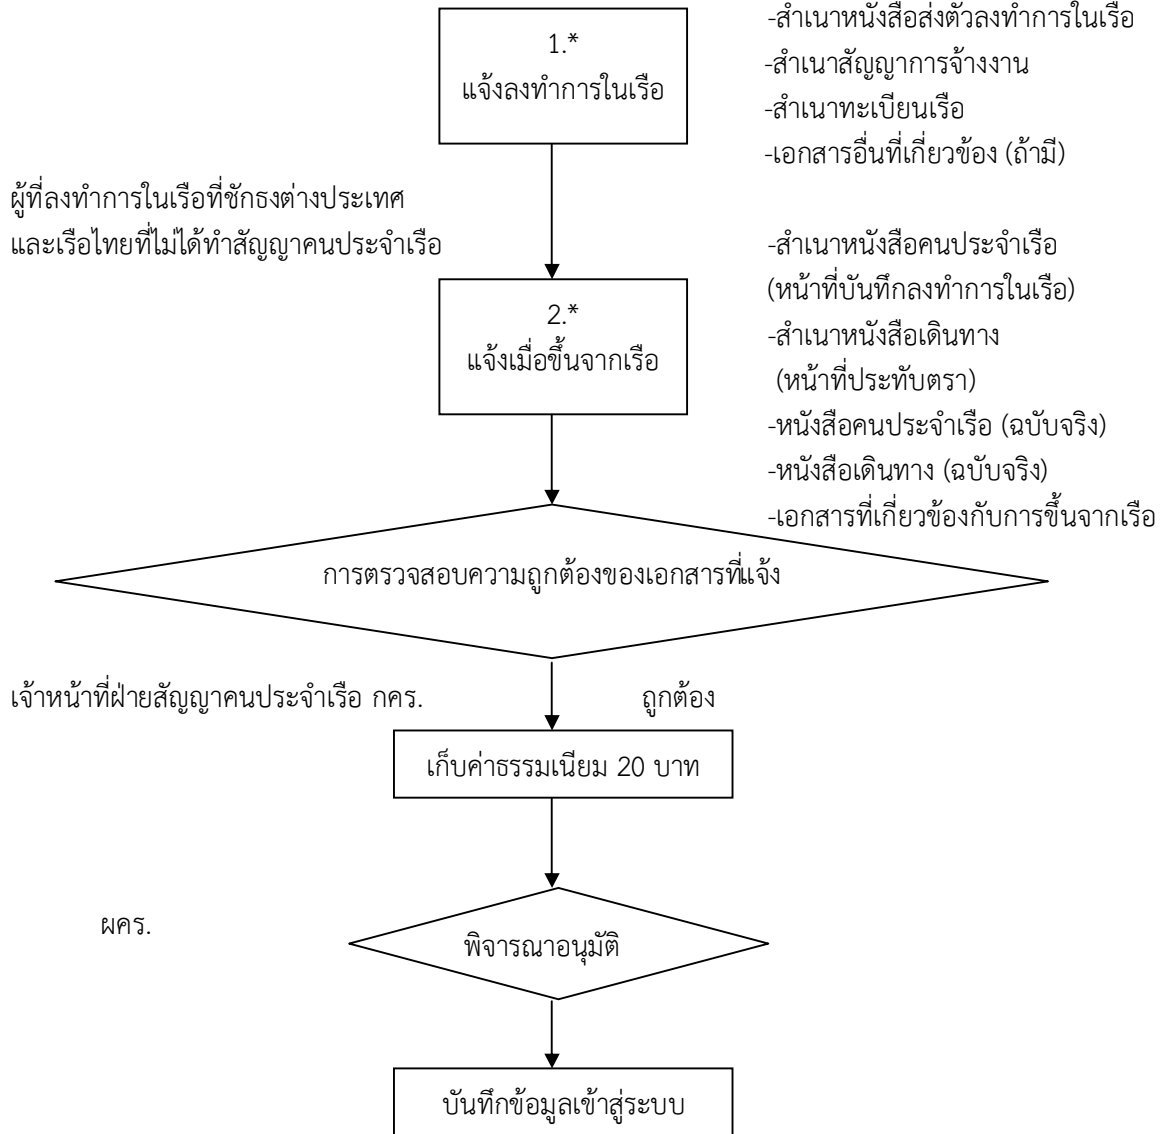 -สำเนาหนังสือส่งตัวลงทำการในเรือ
1.*
แจ้งลงทำการในเรือ
-สำเนาสัญญาการจ้างงาน
-สำเนาทะเบียนเรือ
-เอกสารอื่นที่เกี่ยวข้อง (ถ้ามี)
ผู้ที่ลงทำการในเรือที่ชักธงต่างประเทศ
และเรือไทยที่ไม่ได้ทำสัญญาคนประจำเรือ
-สำเนาหนังสือคนประจำเรือ
(หน้าที่บันทึกลงทำการในเรือ)
2.*
แจ้งเมื่อขึ้นจากเรือ
-สำเนาหนังสือเดินทาง
(หน้าที่ประทับตรา)
-หนังสือคนประจำเรือ (ฉบับจริง)
-หนังสือเดินทาง (ฉบับจริง)
-เอกสารที่เกี่ยวข้องกับการขึ้นจากเรือ
การตรวจสอบความถูกต้องของเอกสารที่แจ้ง
เจ้าหน้าที่ฝ่ายสัญญาคนประจำเรือ กคร.
ถูกต้อง
เก็บค่าธรรมเนียม 20 บาท
ผคร.
พิจารณาอนุมัติ
บันทึกข้อมูลเข้าสู่ระบบ